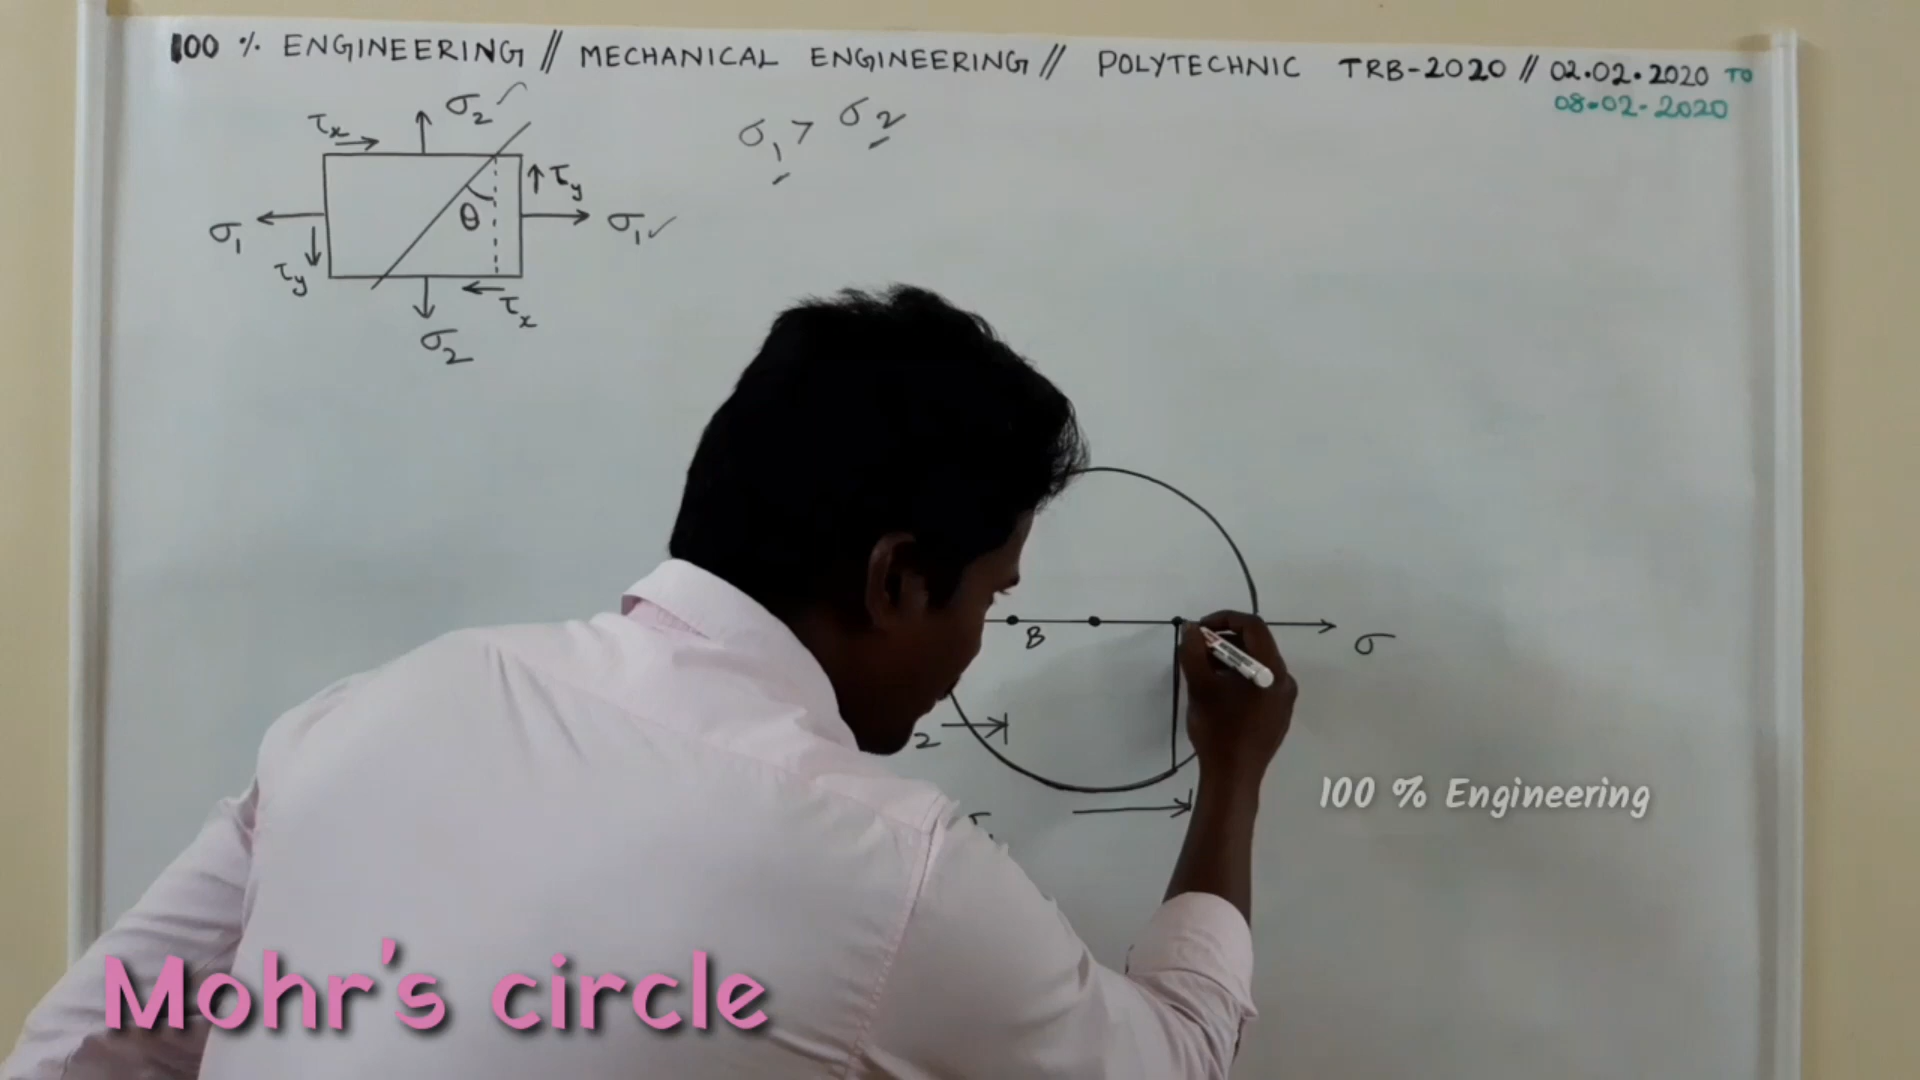 100 % ENGINEERING // MECHANICAL ENGINEERING // POLYTECHNIC TRB-2020 // 02.02.2020 TO
08-02-2020
σ₂
τₓ
σ₁ > σ₂
τy
θ
σ₁
σ₁
τy
τₓ
σ₂
B
σ
2
100 % Engineering
Mohr's circle